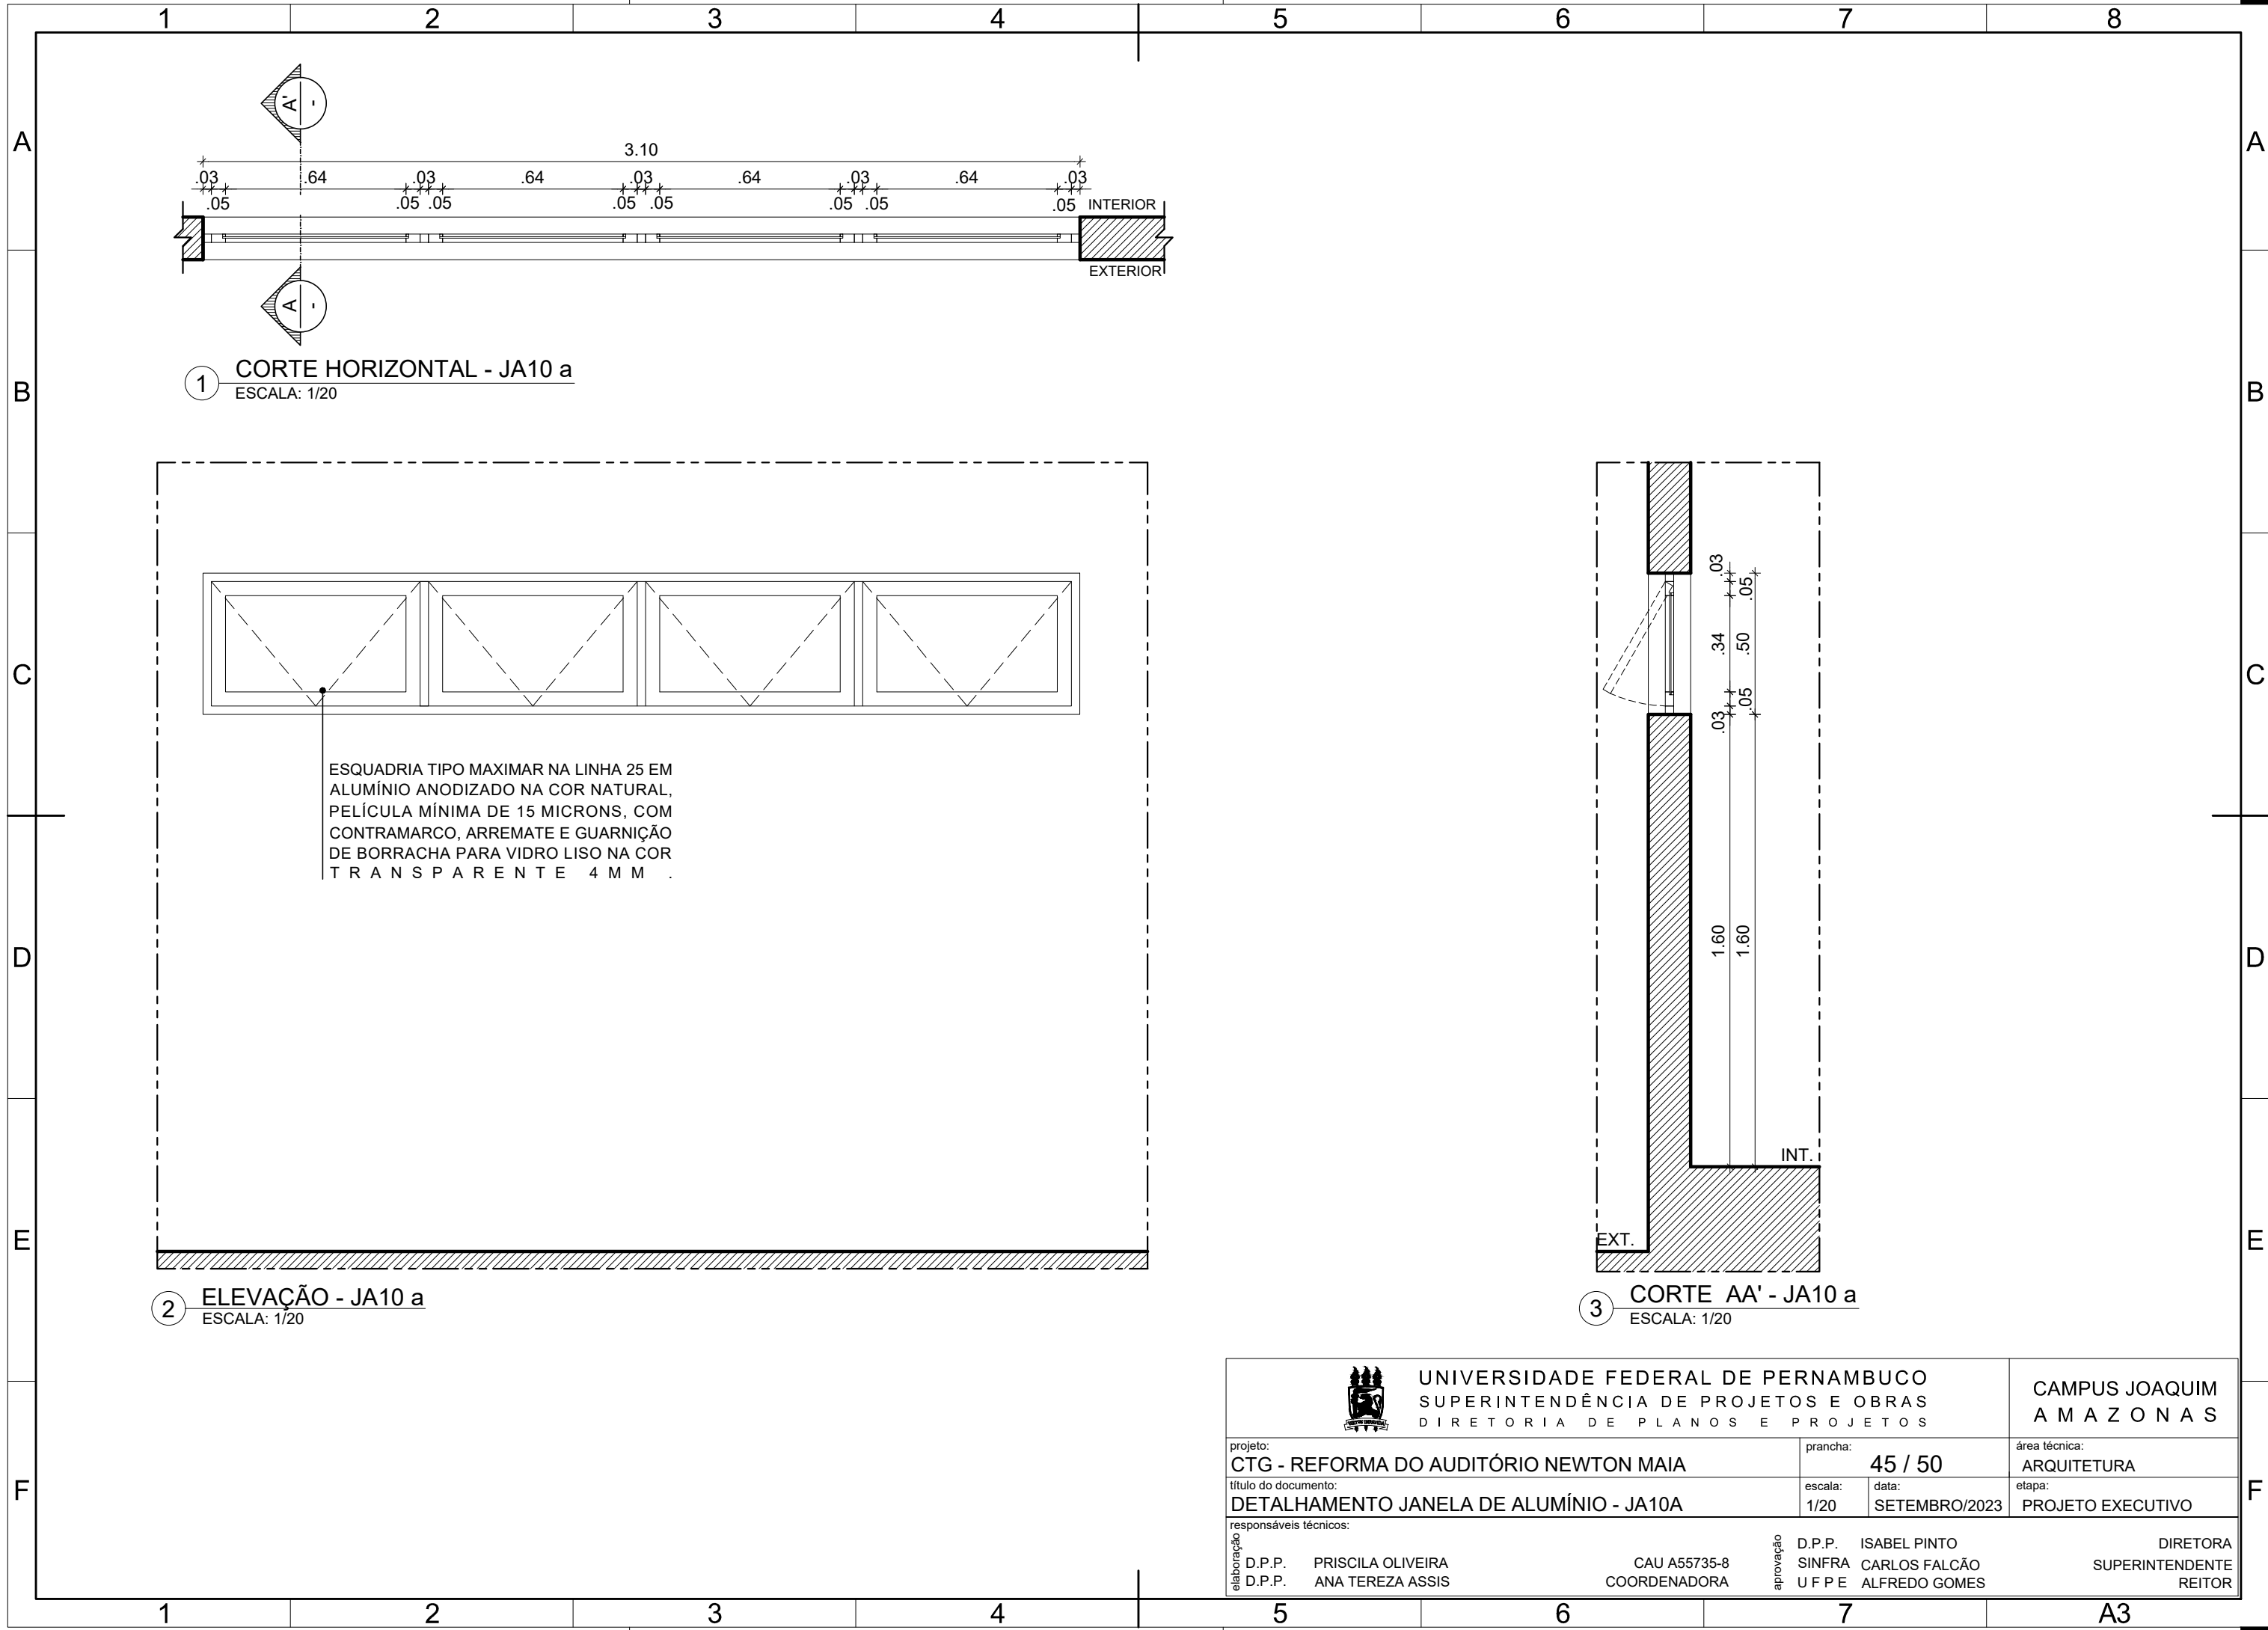 1 2 3 4 5 6 7 8
A A
B B
C C
D D
E E
F F
A' -
3.10
.03 .64 .03 .64 .03 .64 .03 .64 .03
.05 .05 .05 .05 .05 .05 .05 .05
INTERIOR
EXTERIOR
A -
1 CORTE HORIZONTAL - JA10 a
ESCALA: 1/20
ESQUADRIA TIPO MAXIMAR NA LINHA 25 EM
ALUMÍNIO ANODIZADO NA COR NATURAL,
PELÍCULA MÍNIMA DE 15 MICRONS, COM
CONTRAMARCO, ARREMATE E GUARNIÇÃO
DE BORRACHA PARA VIDRO LISO NA COR
TRANSPARENTE 4MM.
2 ELEVAÇÃO - JA10 a
ESCALA: 1/20
.03
.05
.34 .50
.05
.03
1.60 1.60
INT.
EXT.
3 CORTE AA' - JA10 a
ESCALA: 1/20
UNIVERSIDADE FEDERAL DE PERNAMBUCO
SUPERINTENDÊNCIA DE PROJETOS E OBRAS
DIRETORIA DE PLANOS E PROJETOS
CAMPUS JOAQUIM
AMAZONAS
projeto:
CTG - REFORMA DO AUDITÓRIO NEWTON MAIA
prancha:
45 / 50
área técnica:
ARQUITETURA
título do documento:
DETALHAMENTO JANELA DE ALUMÍNIO - JA10A
escala:
1/20
data:
SETEMBRO/2023
etapa:
PROJETO EXECUTIVO
responsáveis técnicos:
elaboração
D.P.P. PRISCILA OLIVEIRA CAU A55735-8
D.P.P. ANA TEREZA ASSIS COORDENADORA
aprovação
D.P.P. ISABEL PINTO DIRETORA
SINFRA CARLOS FALCÃO SUPERINTENDENTE
UFPE ALFREDO GOMES REITOR
1 2 3 4 5 6 7 A3